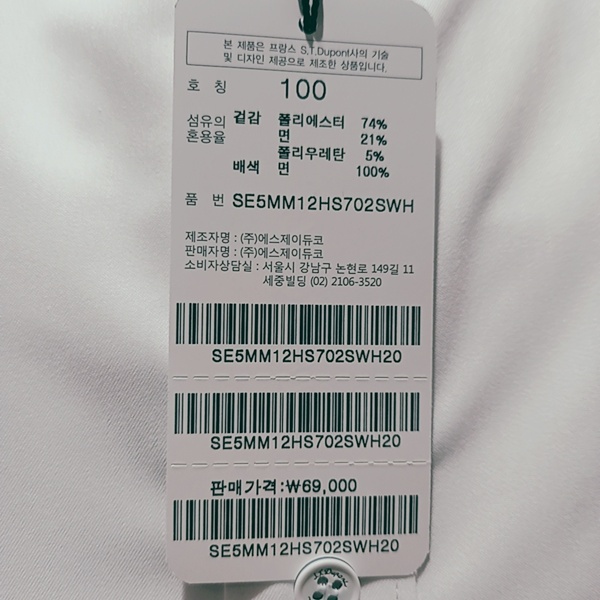 본 제품은 프랑스 S.T.Dupont사의 기술
및 디자인 제공으로 제조한 상품입니다.
호 칭 100
섬유의 겉감 폴리에스터 74%
혼용율 면 21%
폴리우레탄 5%
배색 면 100%
품 번 SE5MM12HS702SWH
제조자명 : (주)에스제이듀코
판매자명 : (주)에스제이듀코
소비자상담실 : 서울시 강남구 논현로 149길 11
세중빌딩 (02) 2106-3520
SE5MM12HS702SWH20
SE5MM12HS702SWH20
판매가격:₩69,000
SE5MM12HS702SWH20